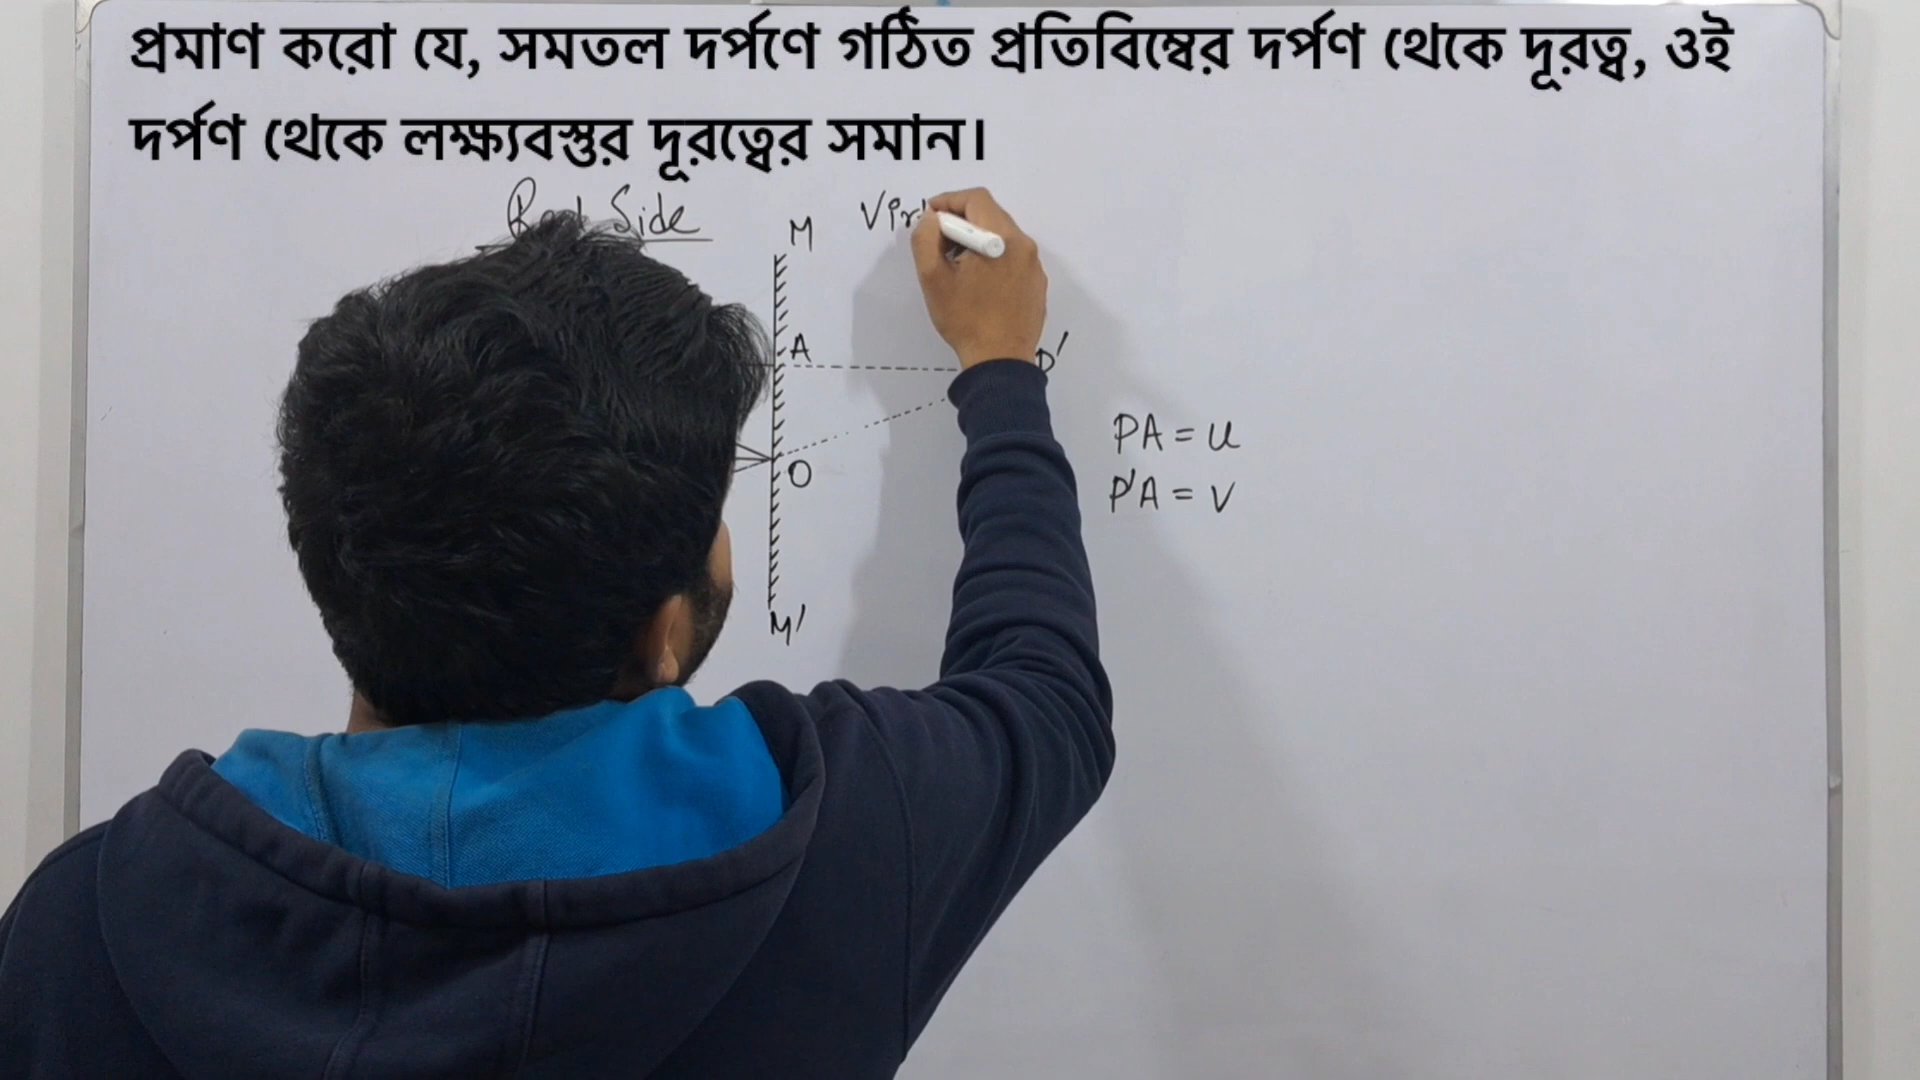 প্রমাণ করো যে, সমতল দর্পণে গঠিত প্রতিবিম্বের দর্পণ থেকে দূরত্ব, ওই
দর্পণ থেকে লক্ষ্যবস্তুর দূরত্বের সমান।
Side
M
A
P'
O
M'
PA = u
P'A = v